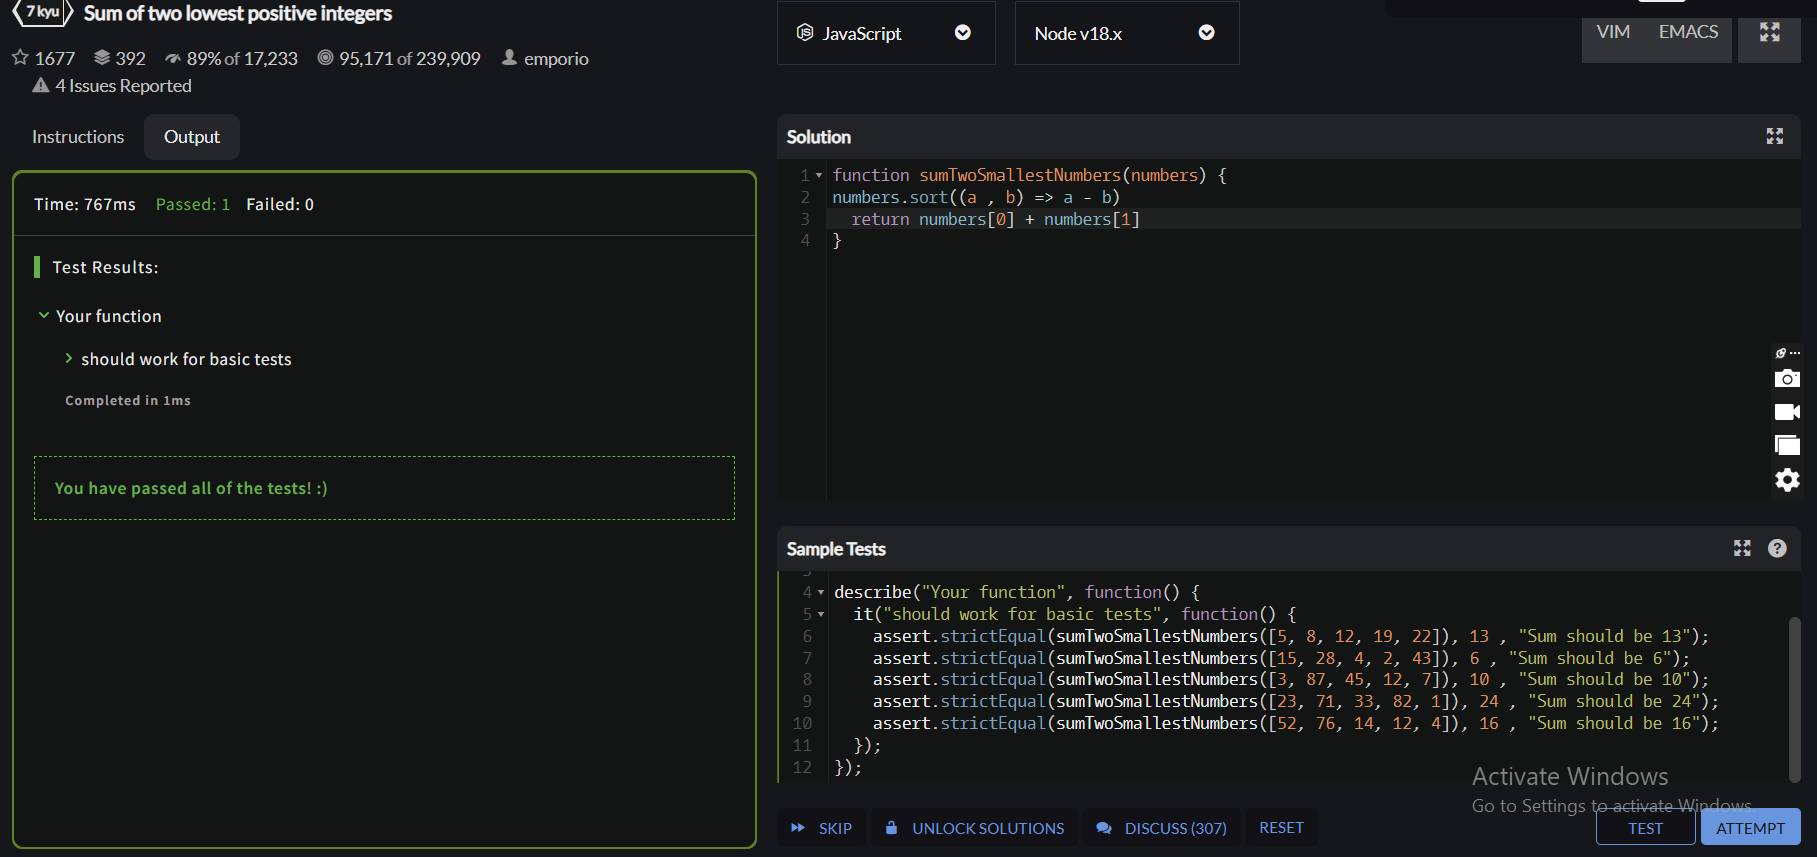 7 kyu Sum of two lowest positive integers
1677 392 89% of 17,233 95,171 of 239,909 emporio
4 Issues Reported
Instructions Output
Time: 767ms Passed: 1 Failed: 0
Test Results:
Your function
should work for basic tests
Completed in 1ms
You have passed all of the tests! :)
JavaScript Node v18.x VIM EMACS
Solution
1 function sumTwoSmallestNumbers(numbers) {
2 numbers.sort((a , b) => a - b)
3 return numbers[0] + numbers[1]
4 }
Sample Tests
4 describe("Your function", function() {
5 it("should work for basic tests", function() {
6 assert.strictEqual(sumTwoSmallestNumbers([5, 8, 12, 19, 22]), 13 , "Sum should be 13");
7 assert.strictEqual(sumTwoSmallestNumbers([15, 28, 4, 2, 43]), 6 , "Sum should be 6");
8 assert.strictEqual(sumTwoSmallestNumbers([3, 87, 45, 12, 7]), 10 , "Sum should be 10");
9 assert.strictEqual(sumTwoSmallestNumbers([23, 71, 33, 82, 1]), 24 , "Sum should be 24");
10 assert.strictEqual(sumTwoSmallestNumbers([52, 76, 14, 12, 4]), 16 , "Sum should be 16");
11 });
12 });
Activate Windows
Go to Settings to activate Windows.
SKIP UNLOCK SOLUTIONS DISCUSS (307) RESET TEST ATTEMPT